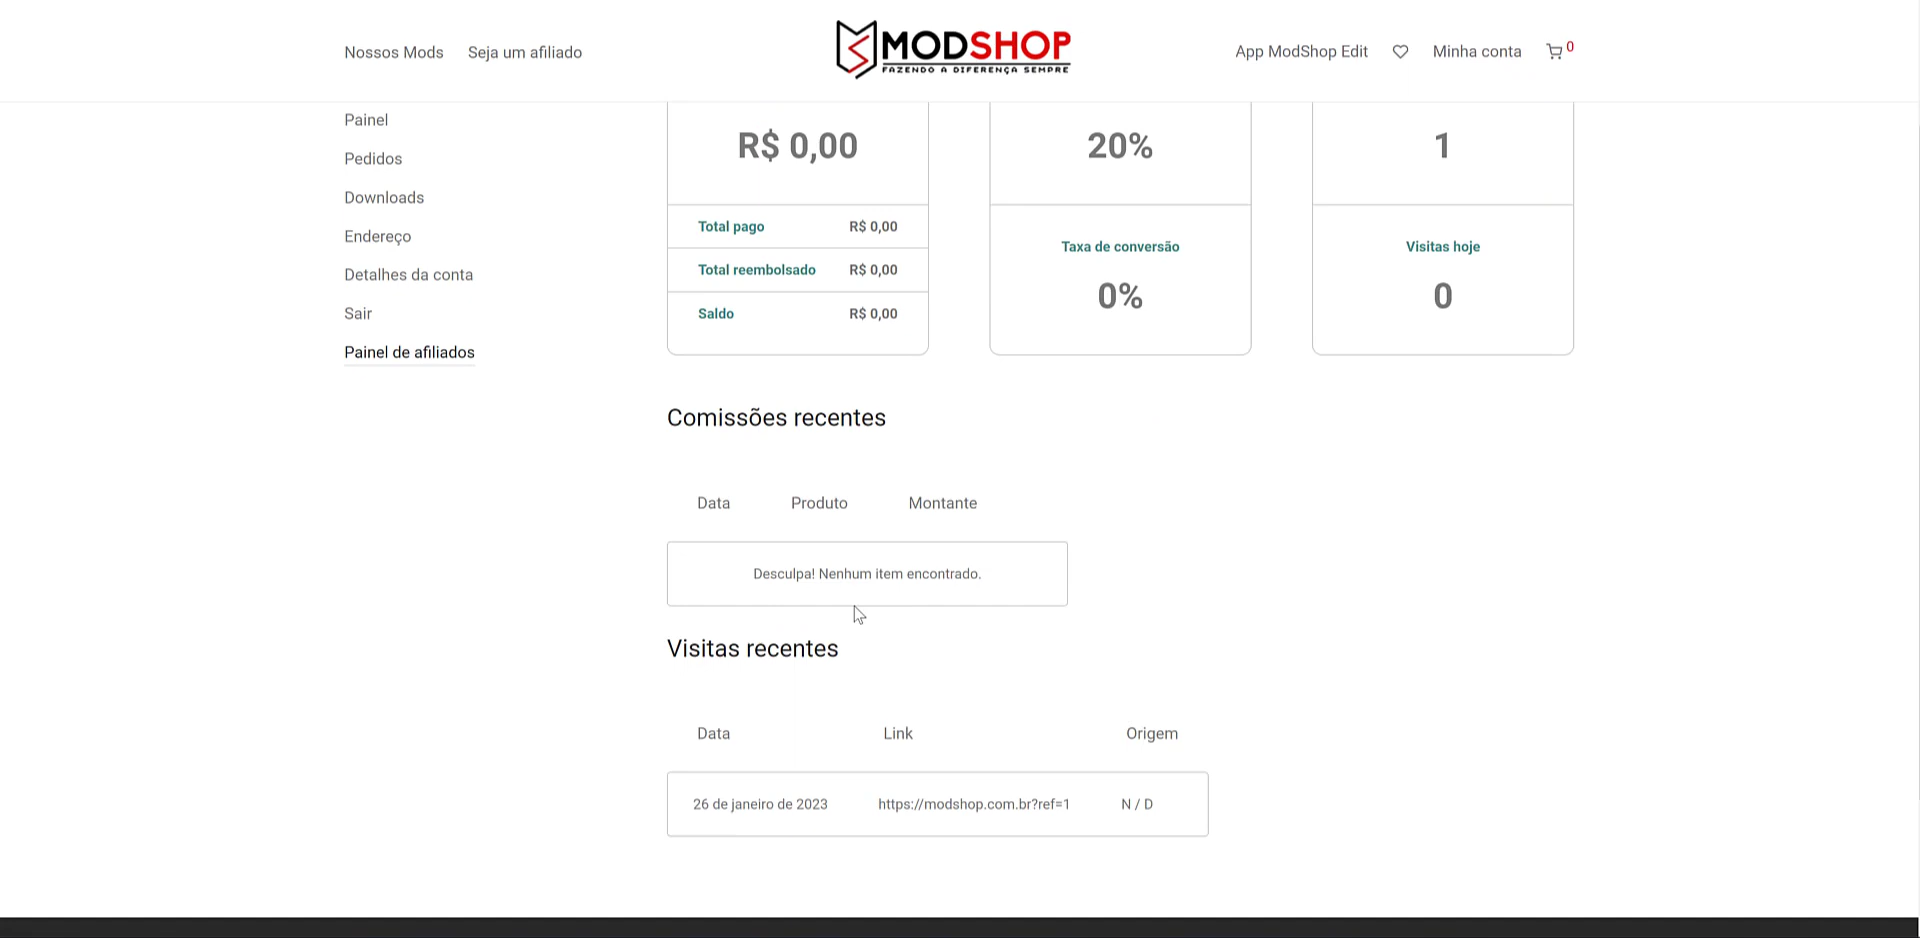 Nossos Mods
Seja um afiliado
MODSHOP
FAZENDO A DIFERENÇA SEMPRE
App ModShop Edit
Minha conta
0
Painel
Pedidos
Downloads
Endereço
Detalhes da conta
Sair
Painel de afiliados
R$ 0,00
Total pago R$ 0,00
Total reembolsado R$ 0,00
Saldo R$ 0,00
20%
Taxa de conversão
0%
1
Visitas hoje
0
Comissões recentes
Data Produto Montante
Desculpa! Nenhum item encontrado.
Visitas recentes
Data Link Origem
26 de janeiro de 2023 https://modshop.com.br?ref=1 N / D